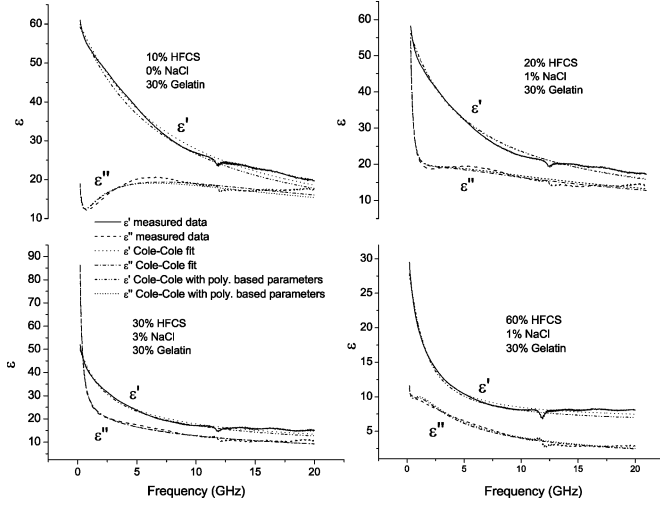 60
50
40
30
20
10
ε
10% HFCS
0% NaCl
30% Gelatin
ε'
ε"
60
50
40
30
20
10
ε
20% HFCS
1% NaCl
30% Gelatin
ε'
ε"
ε' measured data
ε" measured data
ε' Cole-Cole fit
ε" Cole-Cole fit
ε' Cole-Cole with poly. based parameters
ε" Cole-Cole with poly. based parameters
90
80
70
60
50
40
30
20
10
ε
30% HFCS
3% NaCl
30% Gelatin
ε'
ε"
0 5 10 15 20
Frequency (GHz)
30
25
20
15
10
5
ε
60% HFCS
1% NaCl
30% Gelatin
ε'
ε"
0 5 10 15 20
Frequency (GHz)